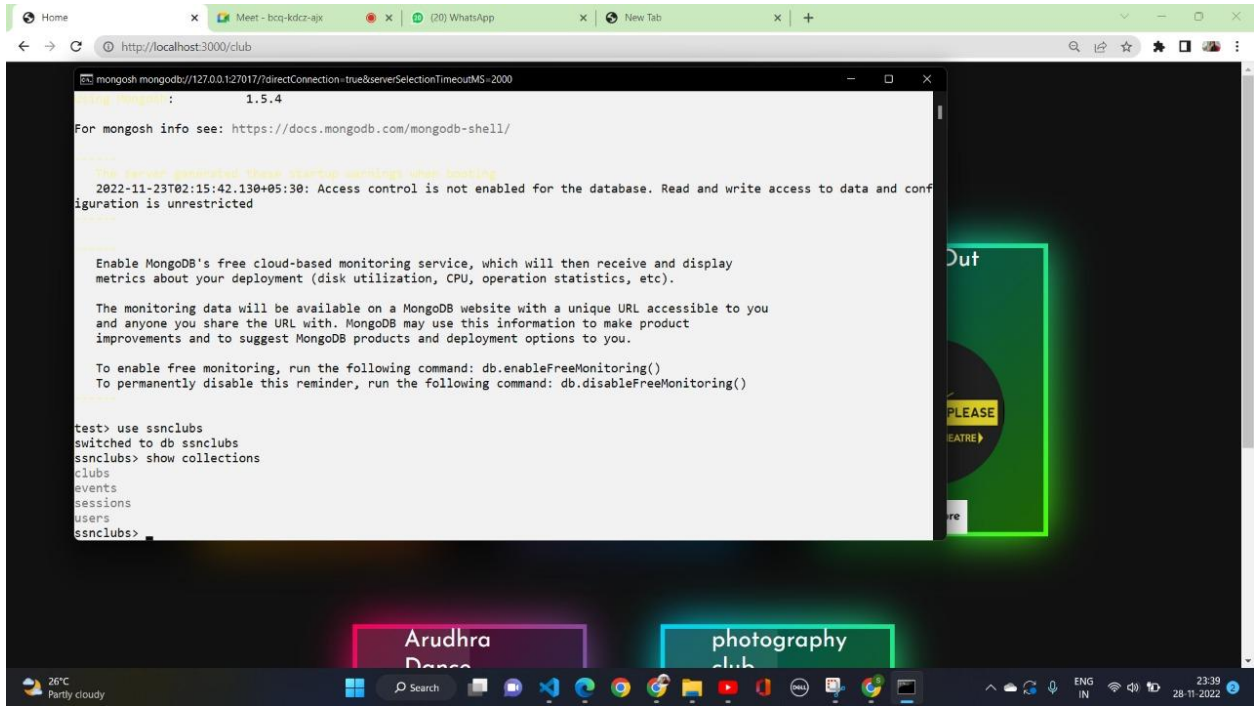 Home
Meet - bcq-kdcz-ajx
(20) WhatsApp
New Tab
http://localhost:3000/club
mongosh mongodb://127.0.0.1:27017/?directConnection=true&serverSelectionTimeoutMS=2000
Using Mongosh: 1.5.4
For mongosh info see: https://docs.mongodb.com/mongodb-shell/
------
The server generated these startup warnings when booting
2022-11-23T02:15:42.130+05:30: Access control is not enabled for the database. Read and write access to data and conf
iguration is unrestricted
------
------
Enable MongoDB's free cloud-based monitoring service, which will then receive and display
metrics about your deployment (disk utilization, CPU, operation statistics, etc).
The monitoring data will be available on a MongoDB website with a unique URL accessible to you
and anyone you share the URL with. MongoDB may use this information to make product
improvements and to suggest MongoDB products and deployment options to you.
To enable free monitoring, run the following command: db.enableFreeMonitoring()
To permanently disable this reminder, run the following command: db.disableFreeMonitoring()
------
test> use ssnclubs
switched to db ssnclubs
ssnclubs> show collections
clubs
events
sessions
users
ssnclubs>
Out
PLEASE
EATRE
re
Arudhra
Dance
photography
club
26°C
Partly cloudy
Search
DELL
ENG
IN
23:39
28-11-2022
2